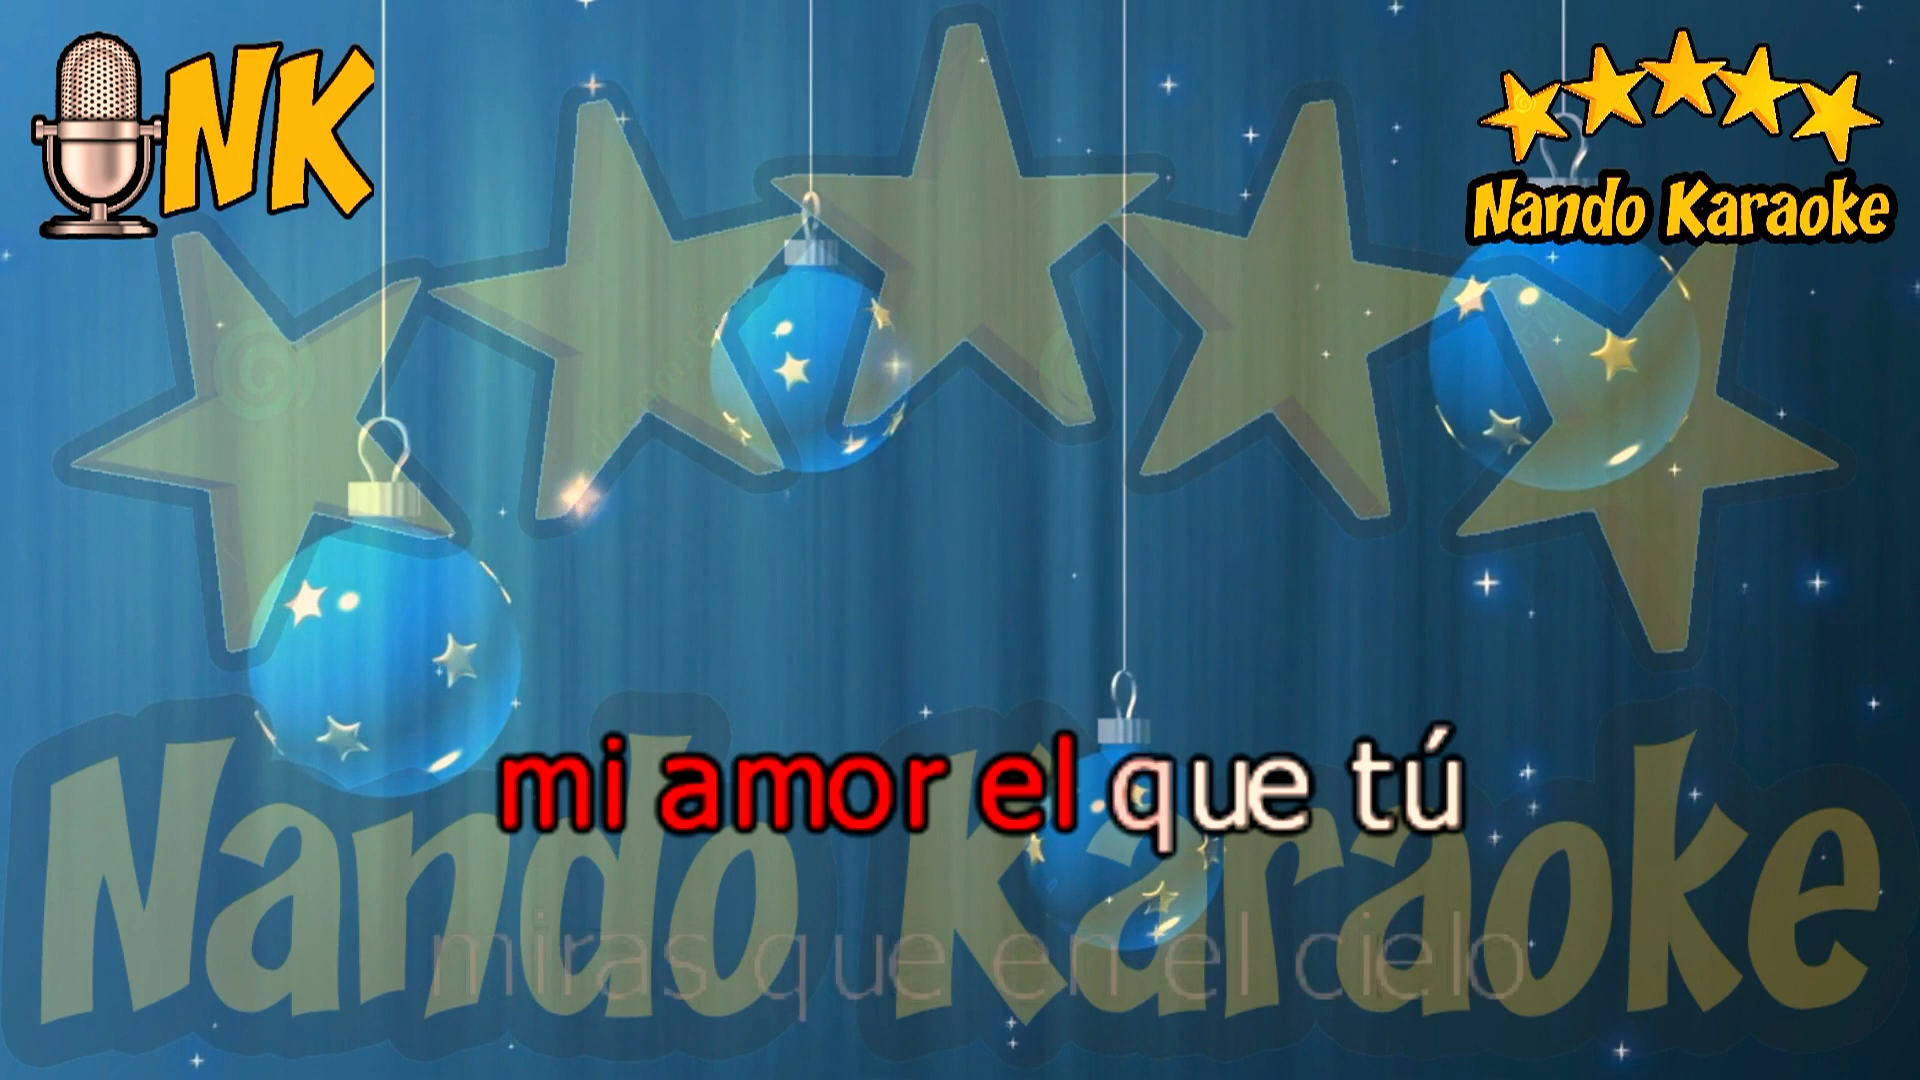 NK
Nando Karaoke
mi amor el que tú
miras que en el cielo
Nando Karaoke